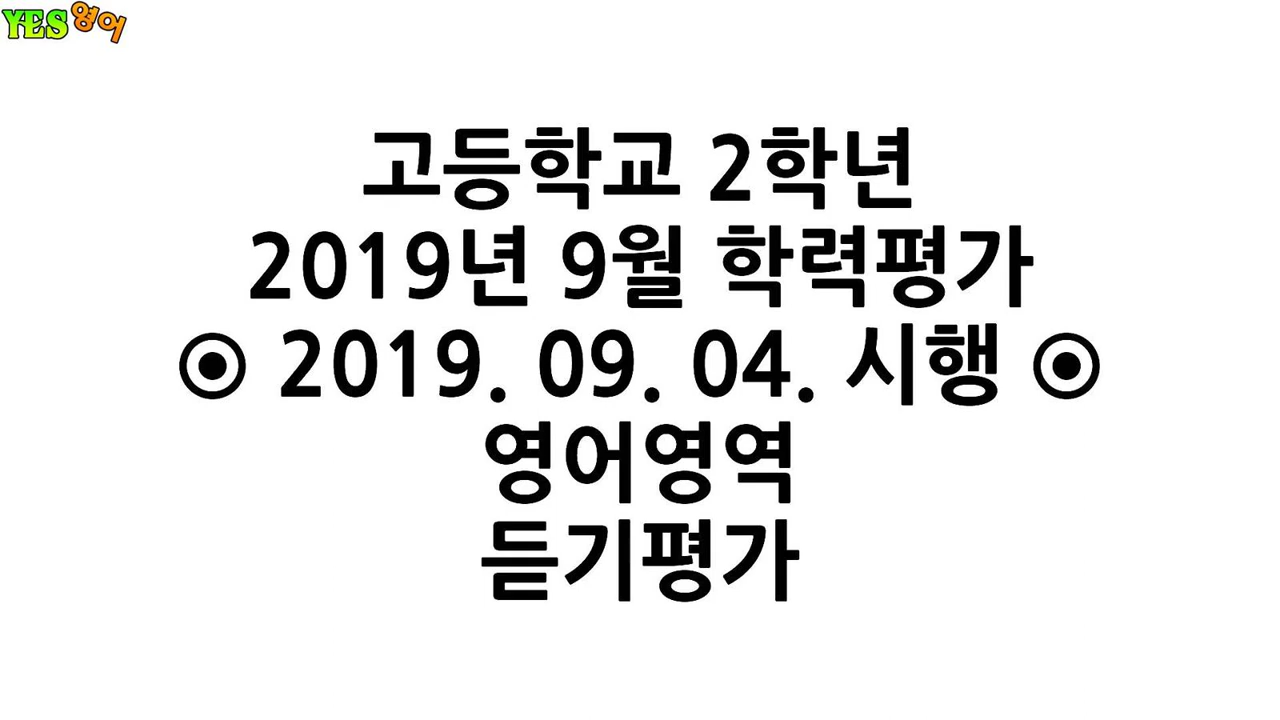 YES영어
고등학교 2학년
2019년 9월 학력평가
⊙ 2019. 09. 04. 시행 ⊙
영어영역
듣기평가